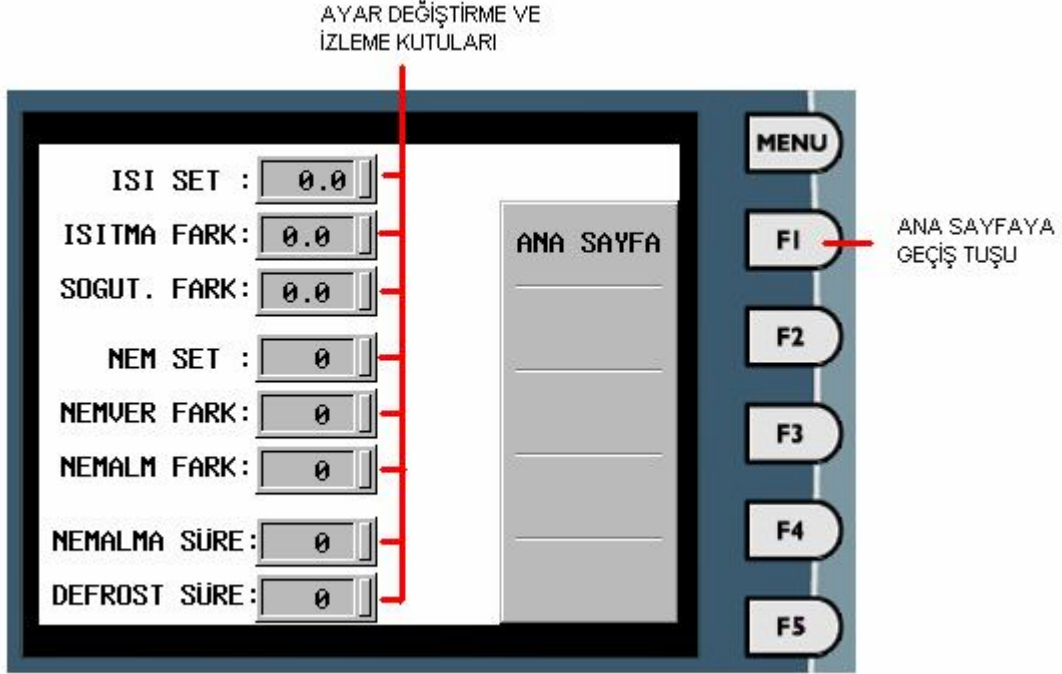 AYAR DEĞİŞTİRME VE
İZLEME KUTULARI
ISI SET : 0.0
ISITMA FARK: 0.0
SOGUT. FARK: 0.0
NEM SET : 0
NEMVER FARK: 0
NEMALM FARK: 0
NEMALMA SÜRE: 0
DEFROST SÜRE: 0
ANA SAYFA
MENU
F1
F2
F3
F4
F5
ANA SAYFAYA
GEÇİŞ TUŞU